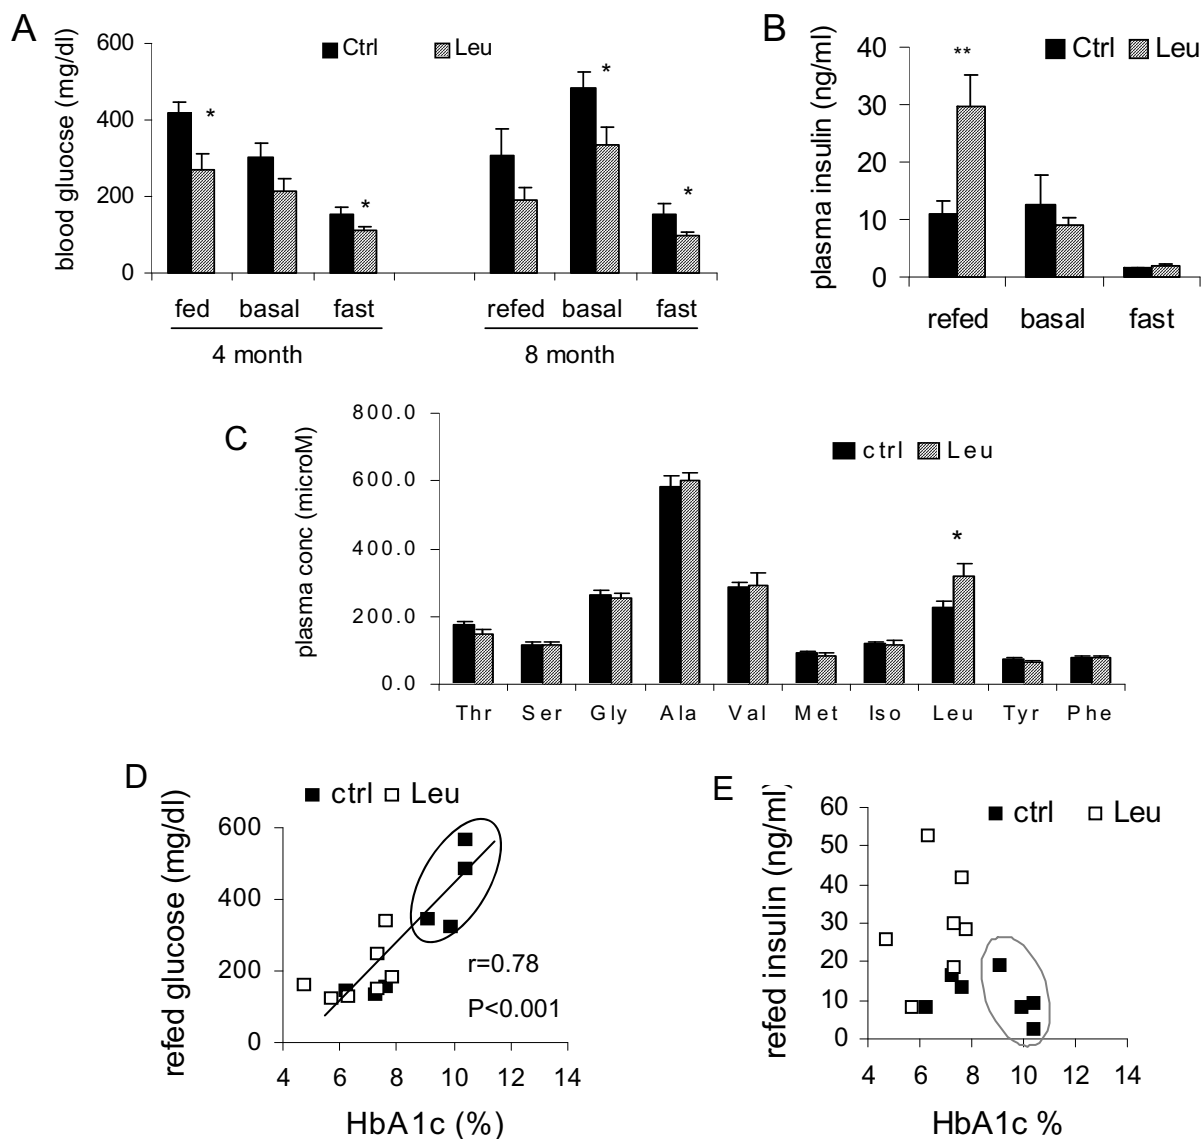 A
blood gluocse (mg/dl)
600
400
200
0
Ctrl
Leu
*
*
*
*
fed
basal
fast
refed
basal
fast
4 month
8 month
B
plasma insulin (ng/ml)
40
30
20
10
0
Ctrl
Leu
**
refed
basal
fast
C
plasma conc (microM)
800.0
600.0
400.0
200.0
0.0
ctrl
Leu
*
Thr
Ser
Gly
Ala
Val
Met
Iso
Leu
Tyr
Phe
D
refed glucose (mg/dl)
ctrl
Leu
600
400
200
0
r=0.78
P<0.001
4
6
8
10
12
14
HbA1c (%)
E
refed insulin (ng/ml)
ctrl
Leu
60
50
40
30
20
10
0
4
6
8
10
12
14
HbA1c %